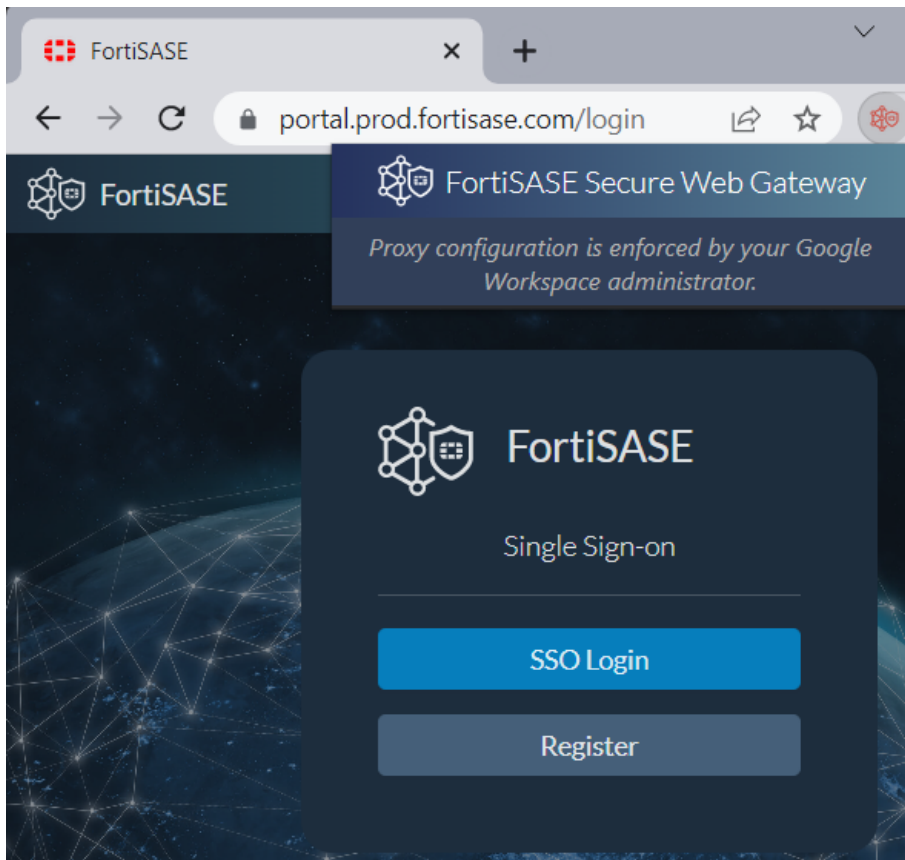 FortiSASE
portal.prod.fortisase.com/login
FortiSASE
FortiSASE Secure Web Gateway
Proxy configuration is enforced by your Google
Workspace administrator.
FortiSASE
Single Sign-on
SSO Login
Register